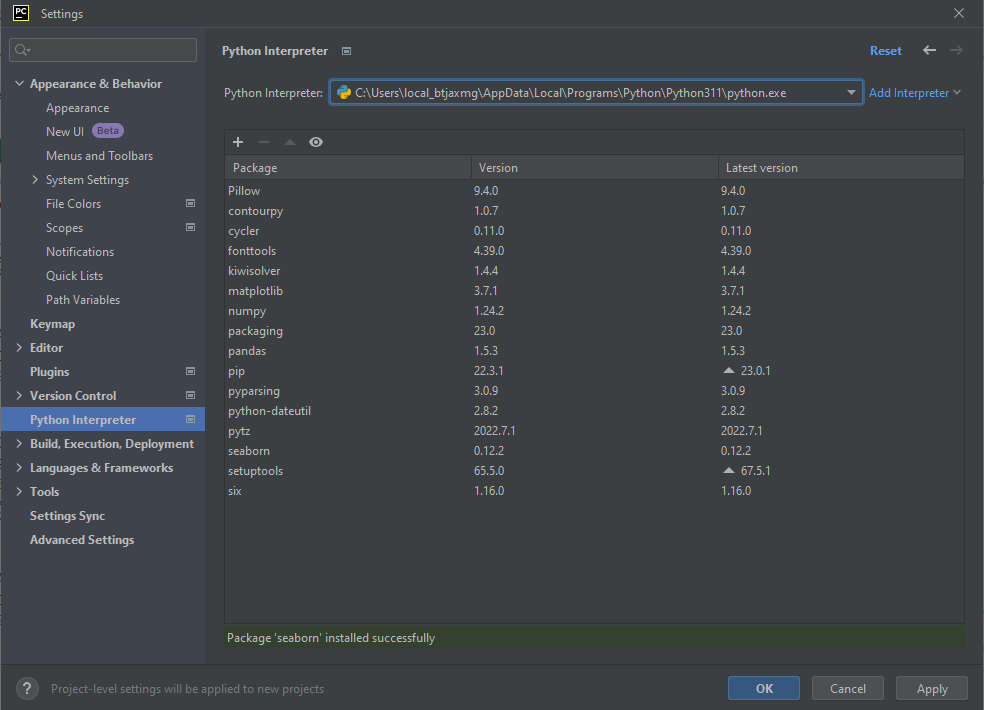 PC Settings
Python Interpreter
Reset
Python Interpreter: C:\Users\local_btjaxmg\AppData\Local\Programs\Python\Python311\python.exe Add Interpreter
Appearance & Behavior
Appearance
New UI Beta
Menus and Toolbars
System Settings
File Colors
Scopes
Notifications
Quick Lists
Path Variables
Keymap
Editor
Plugins
Version Control
Python Interpreter
Build, Execution, Deployment
Languages & Frameworks
Tools
Settings Sync
Advanced Settings
Package Version Latest version
Pillow 9.4.0 9.4.0
contourpy 1.0.7 1.0.7
cycler 0.11.0 0.11.0
fonttools 4.39.0 4.39.0
kiwisolver 1.4.4 1.4.4
matplotlib 3.7.1 3.7.1
numpy 1.24.2 1.24.2
packaging 23.0 23.0
pandas 1.5.3 1.5.3
pip 22.3.1 23.0.1
pyparsing 3.0.9 3.0.9
python-dateutil 2.8.2 2.8.2
pytz 2022.7.1 2022.7.1
seaborn 0.12.2 0.12.2
setuptools 65.5.0 67.5.1
six 1.16.0 1.16.0
Package 'seaborn' installed successfully
? Project-level settings will be applied to new projects
OK Cancel Apply